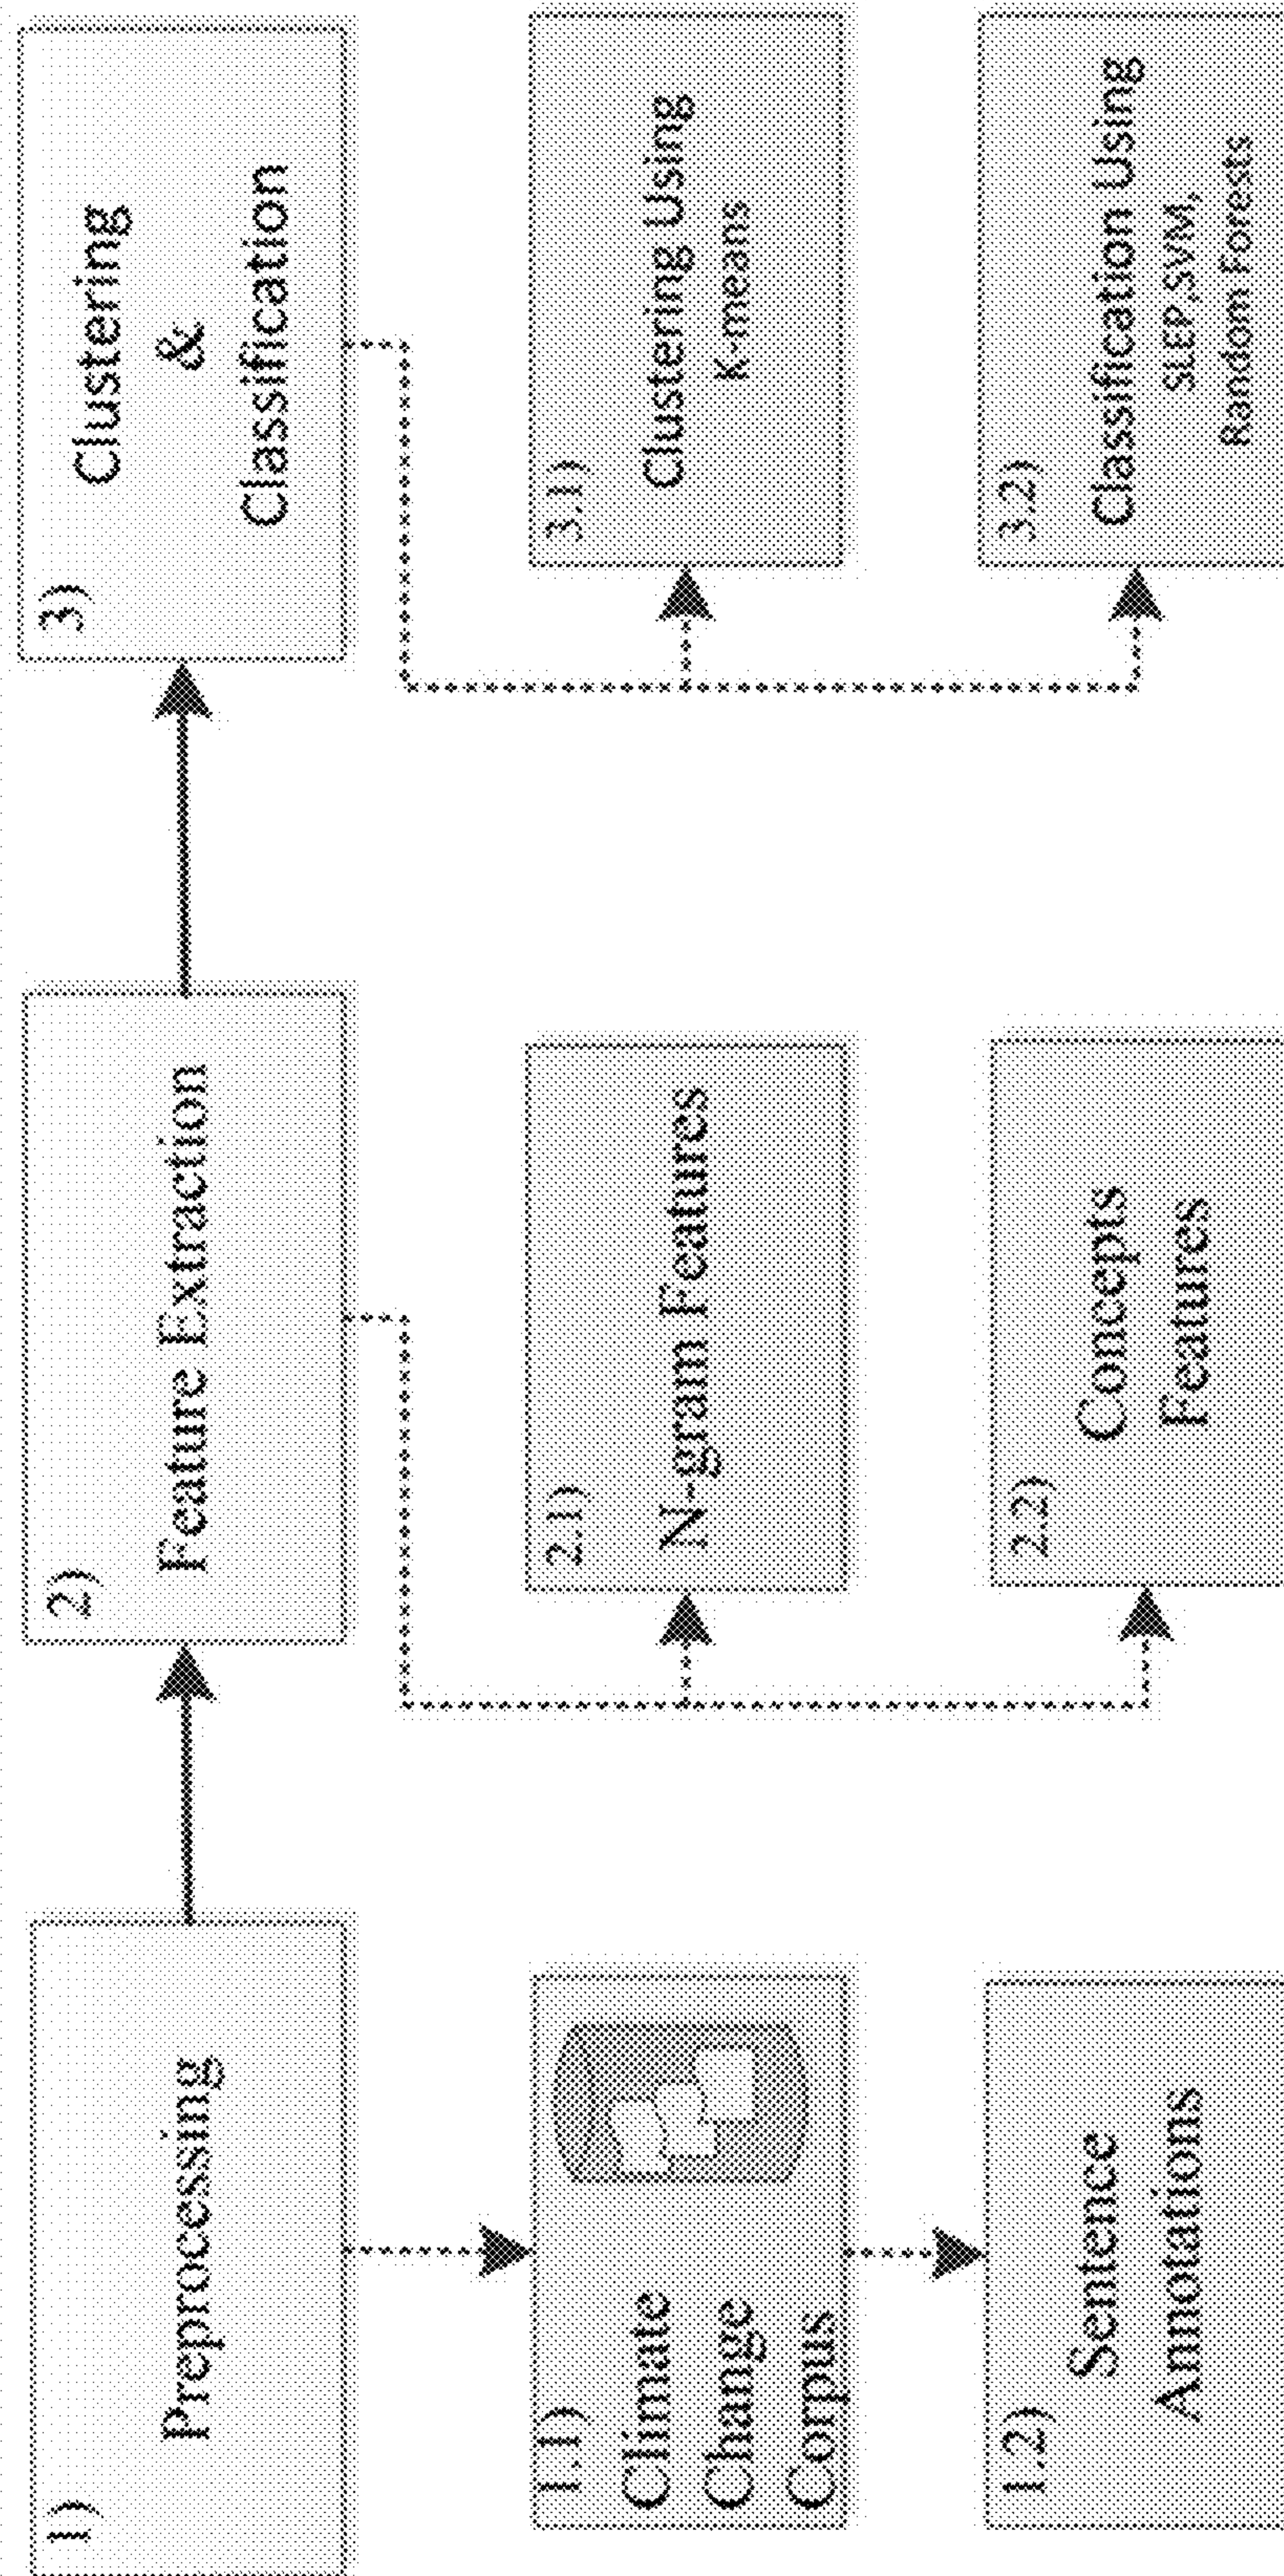 1)
Preprocessing
1.1)
Climate
Change
Corpus
1.2)
Sentence
Annotations
2)
Feature Extraction
2.1)
N-gram Features
2.2)
Concepts
Features
3)
Clustering
&
Classification
3.1)
Clustering Using
K-means
3.2)
Classification Using
SLEP,SVM,
Random Forests